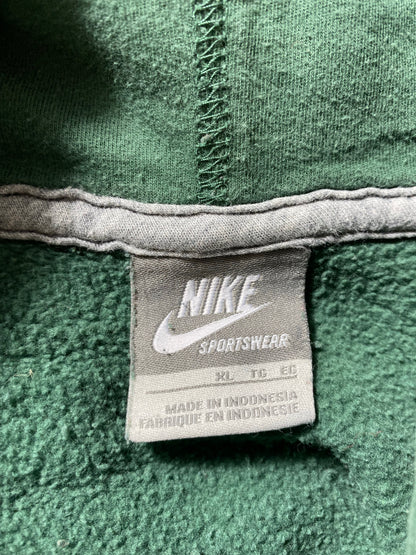 NIKE
SPORTSWEAR
XL TG EG
MADE IN INDONESIA
FABRIQUE EN INDONESIE